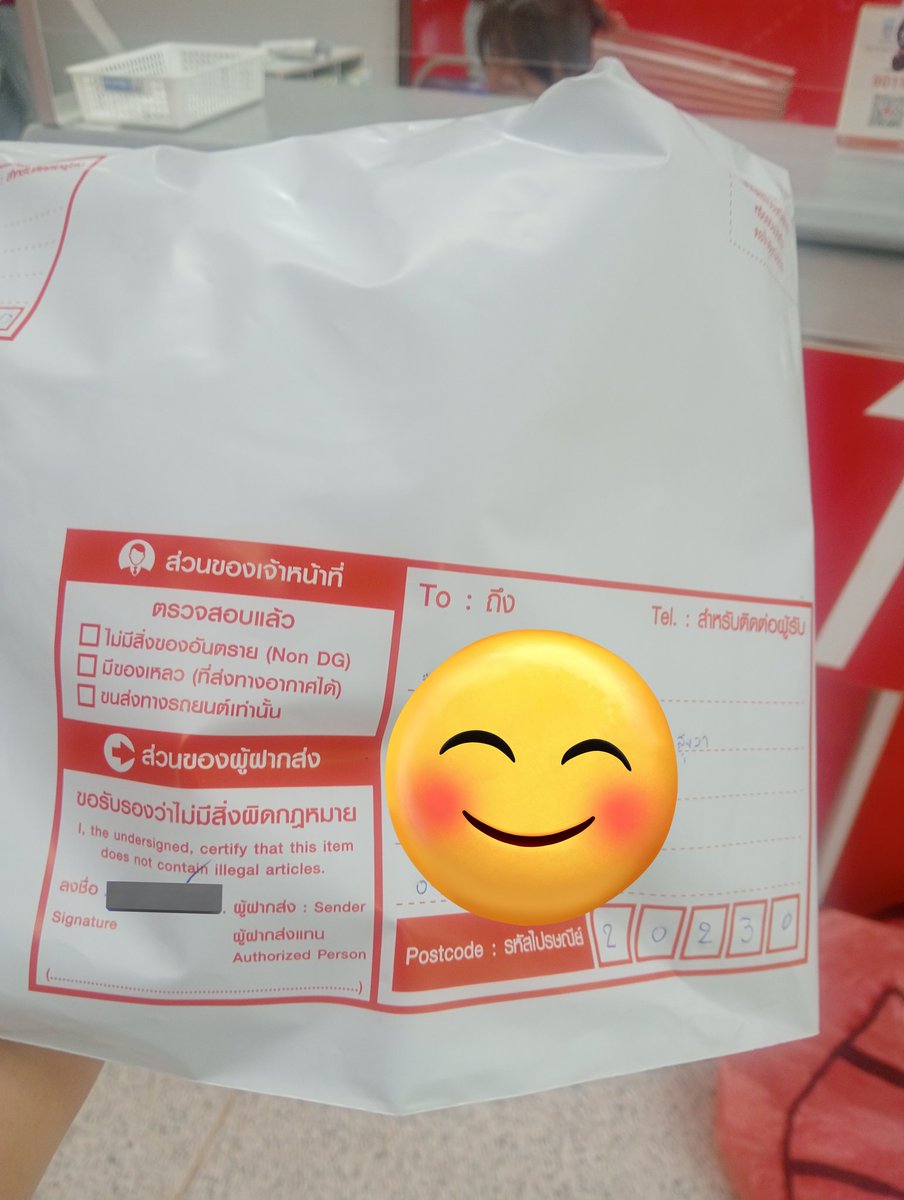 ส่วนของเจ้าหน้าที่
ตรวจสอบแล้ว
ไม่มีสิ่งของอันตราย (Non DG)
มีของเหลว (ที่ส่งทางอากาศได้)
ขนส่งทางรถยนต์เท่านั้น
ส่วนของผู้ฝากส่ง
ขอรับรองว่าไม่มีสิ่งผิดกฎหมาย
I, the undersigned, certify that this item
does not contain illegal articles.
ลงชื่อ ผู้ฝากส่ง : Sender
Signature ผู้ฝากส่งแทน
Authorized Person
(....................)
To : ถึง
Tel. : สำหรับติดต่อผู้รับ
0
Postcode : รหัสไปรษณีย์ 20230